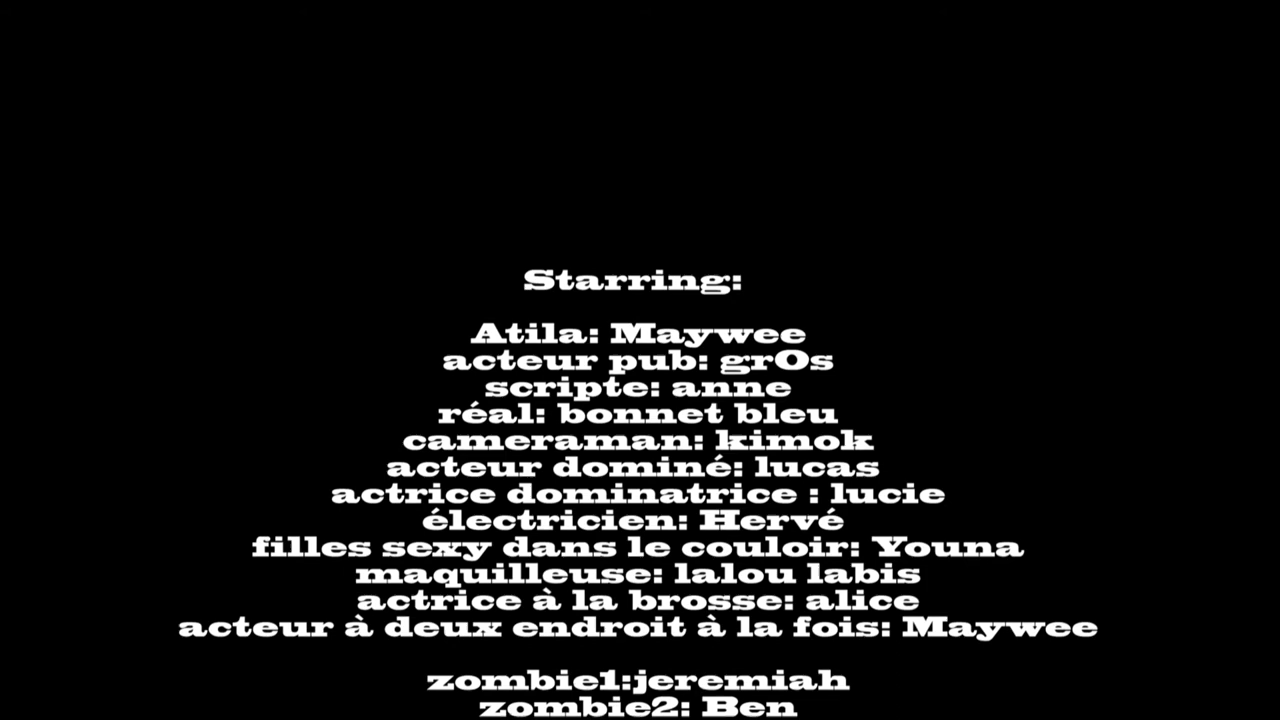 Starring:
Atila: Maywee
acteur pub: grOs
scripte: anne
réal: bonnet bleu
cameraman: kimok
acteur dominé: lucas
actrice dominatrice : lucie
électricien: Hervé
filles sexy dans le couloir: Youna
maquilleuse: lalou labis
actrice à la brosse: alice
acteur à deux endroit à la fois: Maywee
zombie1:jeremiah
zombie2: Ben